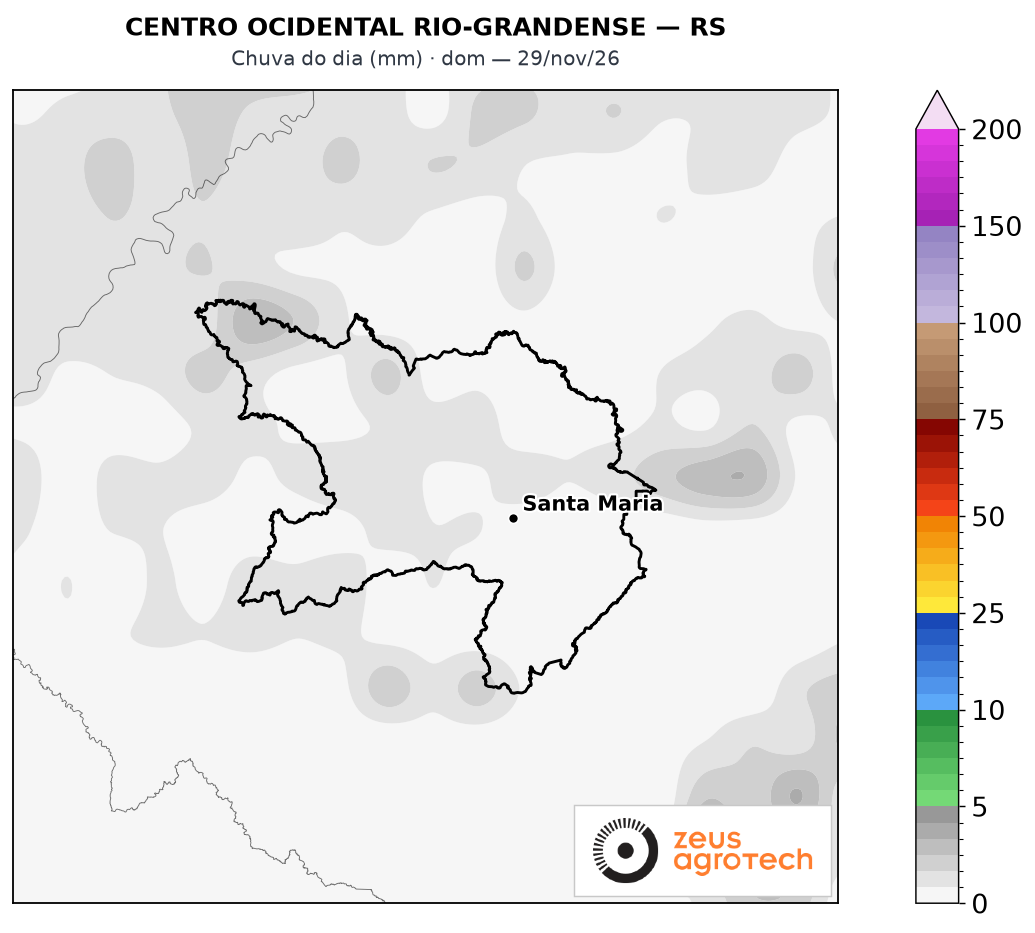 CENTRO OCIDENTAL RIO-GRANDENSE — RS
Chuva do dia (mm) · dom — 29/nov/26
200
150
100
75
50
25
10
5
0
Santa Maria
zeus
agrotech